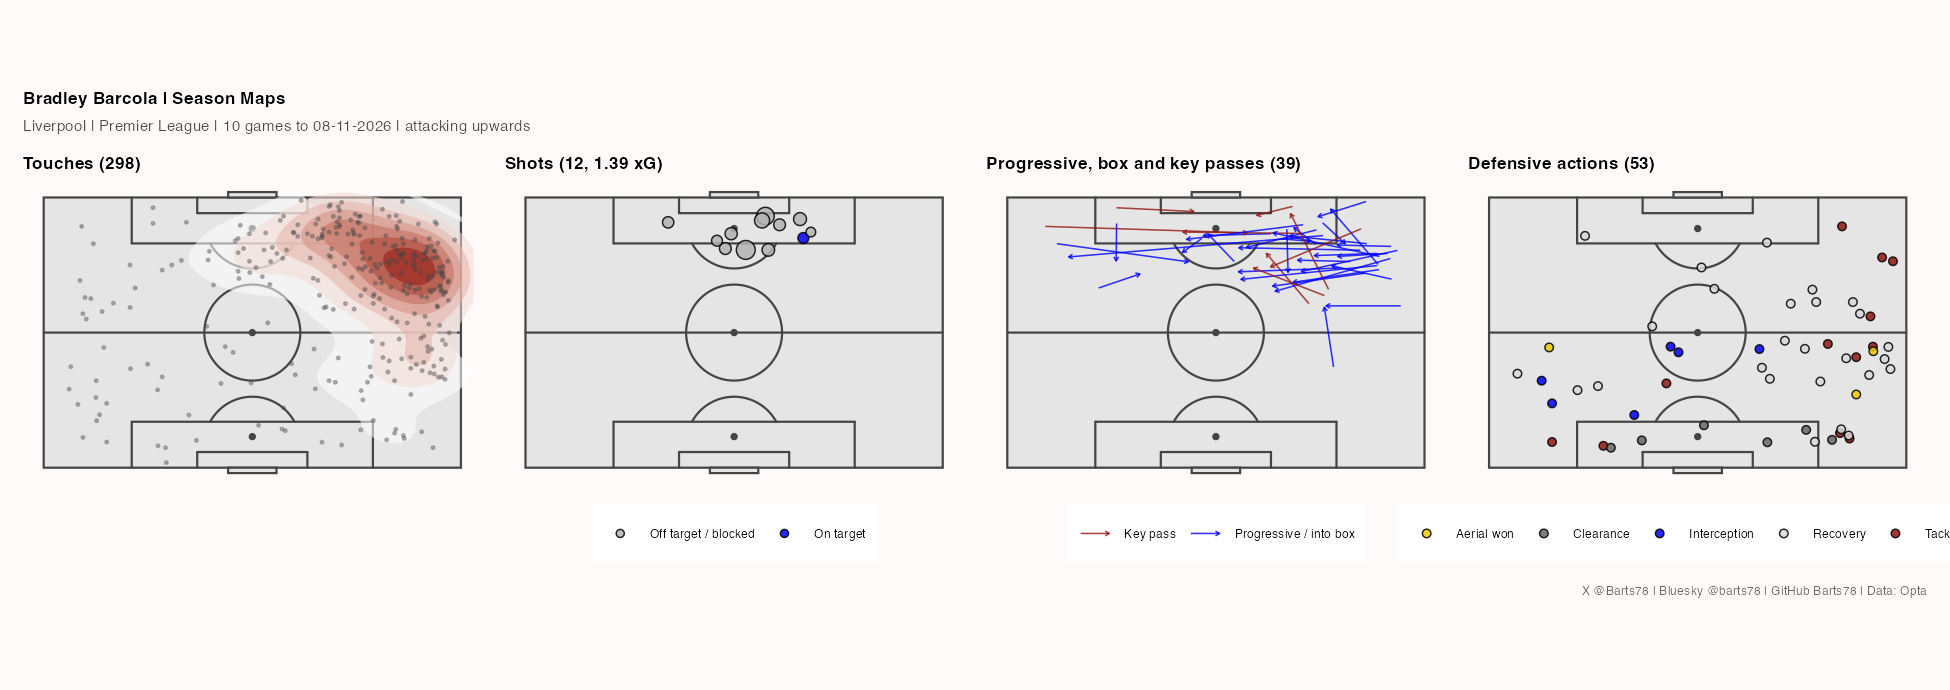 Bradley Barcola | Season Maps
Liverpool | Premier League | 10 games to 08-11-2026 | attacking upwards
Touches (298)
Shots (12, 1.39 xG)
Progressive, box and key passes (39)
Defensive actions (53)
Off target / blocked
On target
Key pass
Progressive / into box
Aerial won
Clearance
Interception
Recovery
Tack
X @Barts78 | Bluesky @barts78 | GitHub Barts78 | Data: Opta